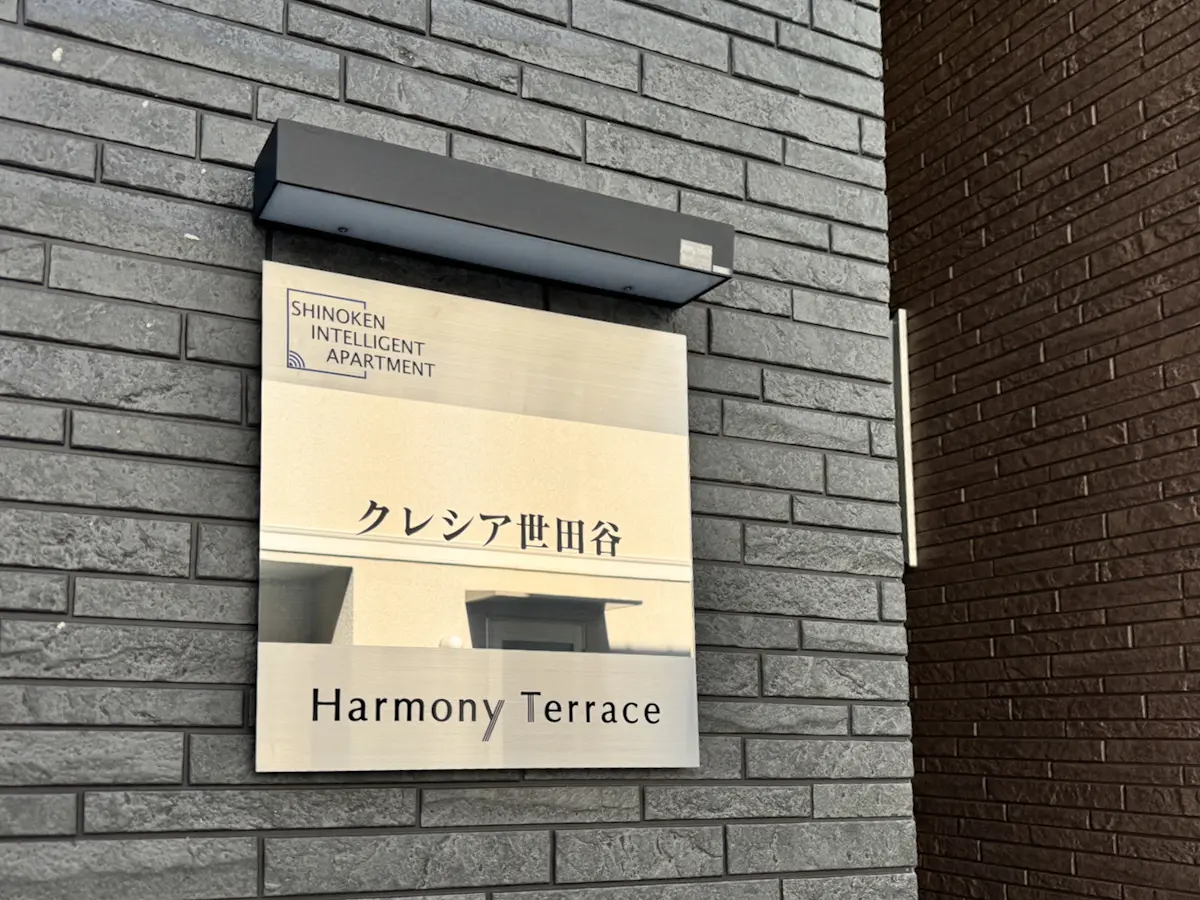 SHINOKEN
INTELLIGENT
APARTMENT
クレシア世田谷
Harmony Terrace